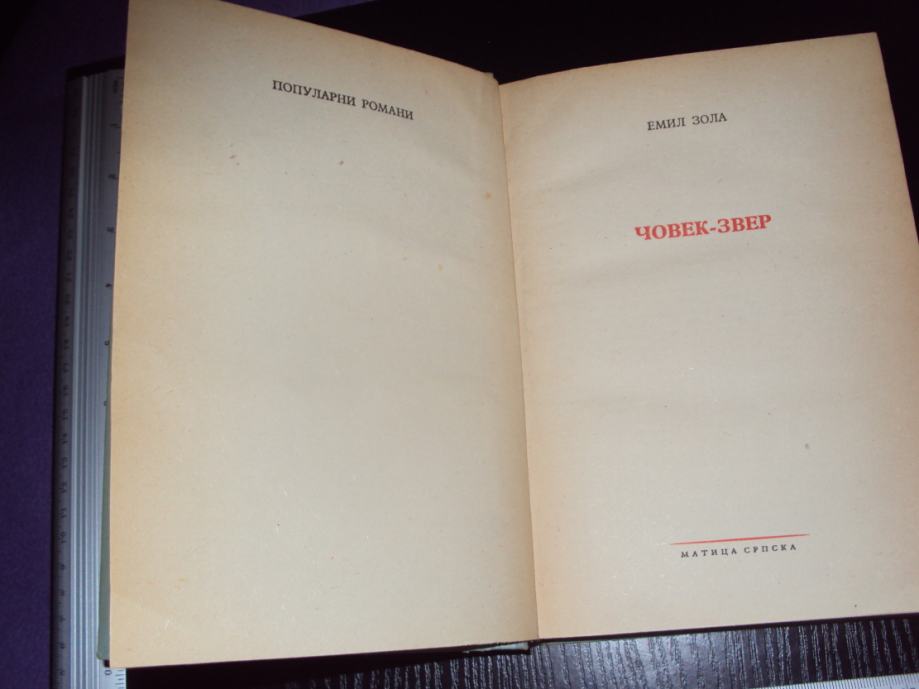 ПОПУЛАРНИ РОМАНИ
ЕМИЛ ЗОЛА
ЧОВЕК-ЗВЕР
МАТИЦА СРПСКА